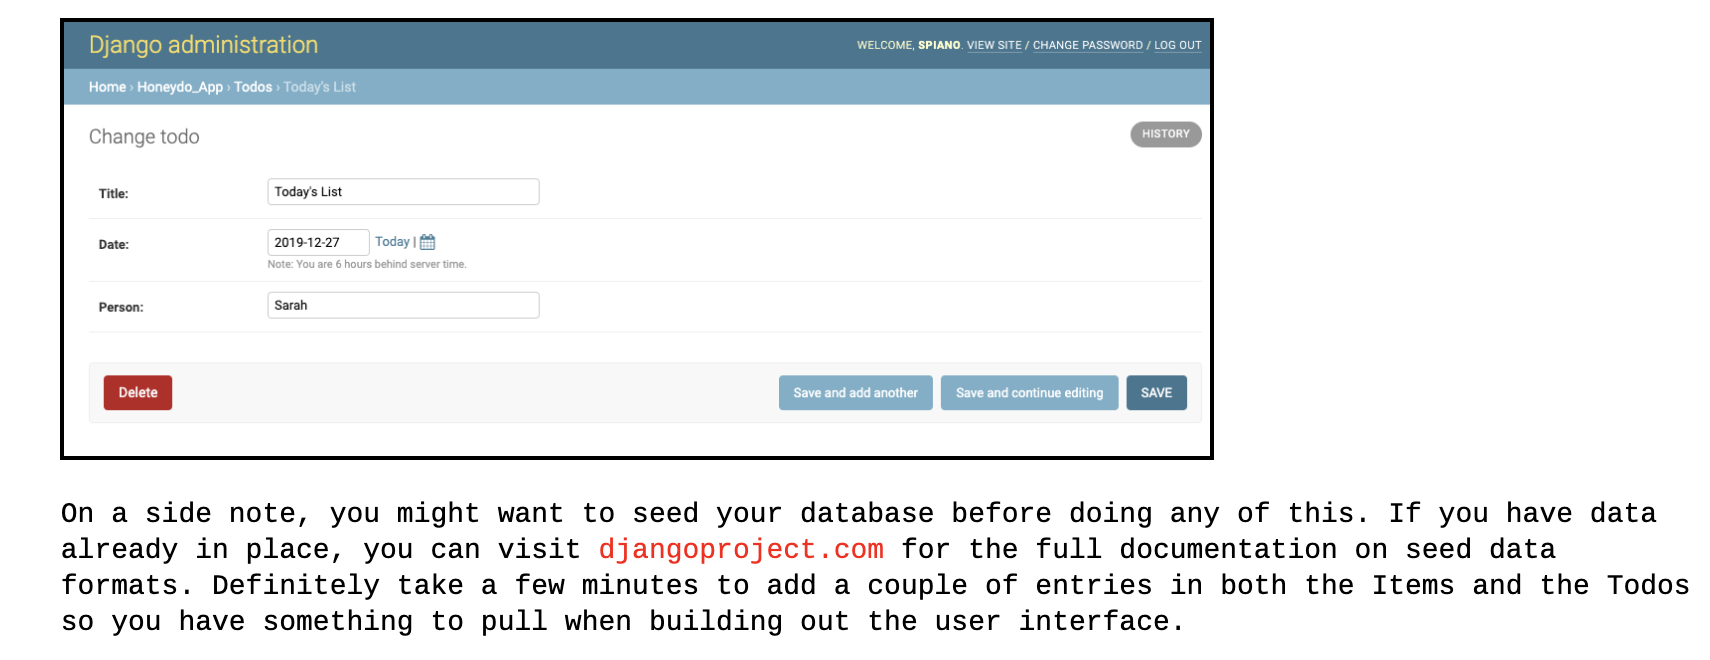 Django administration
WELCOME, SPIANO. VIEW SITE / CHANGE PASSWORD / LOG OUT
Home › Honeydo_App › Todos › Today's List
Change todo
HISTORY
Title:
Today's List
Date:
2019-12-27
Today |
Note: You are 6 hours behind server time.
Person:
Sarah
Delete
Save and add another
Save and continue editing
SAVE
On a side note, you might want to seed your database before doing any of this. If you have data
already in place, you can visit djangoproject.com for the full documentation on seed data
formats. Definitely take a few minutes to add a couple of entries in both the Items and the Todos
so you have something to pull when building out the user interface.